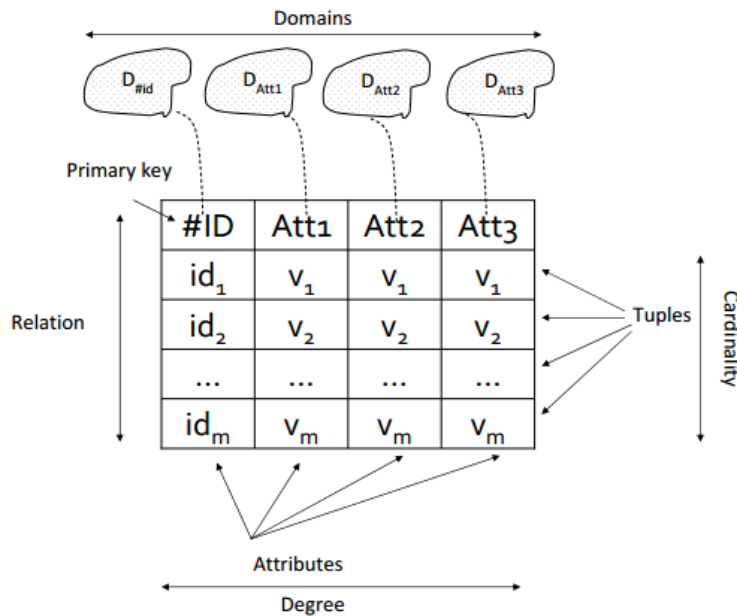 Domains
D#id DAtt1 DAtt2 DAtt3
Primary key
#ID Att1 Att2 Att3
id1 v1 v1 v1
Relation
id2 v2 v2 v2
Tuples
Cardinality
... ... ... ...
idm vm vm vm
Attributes
Degree